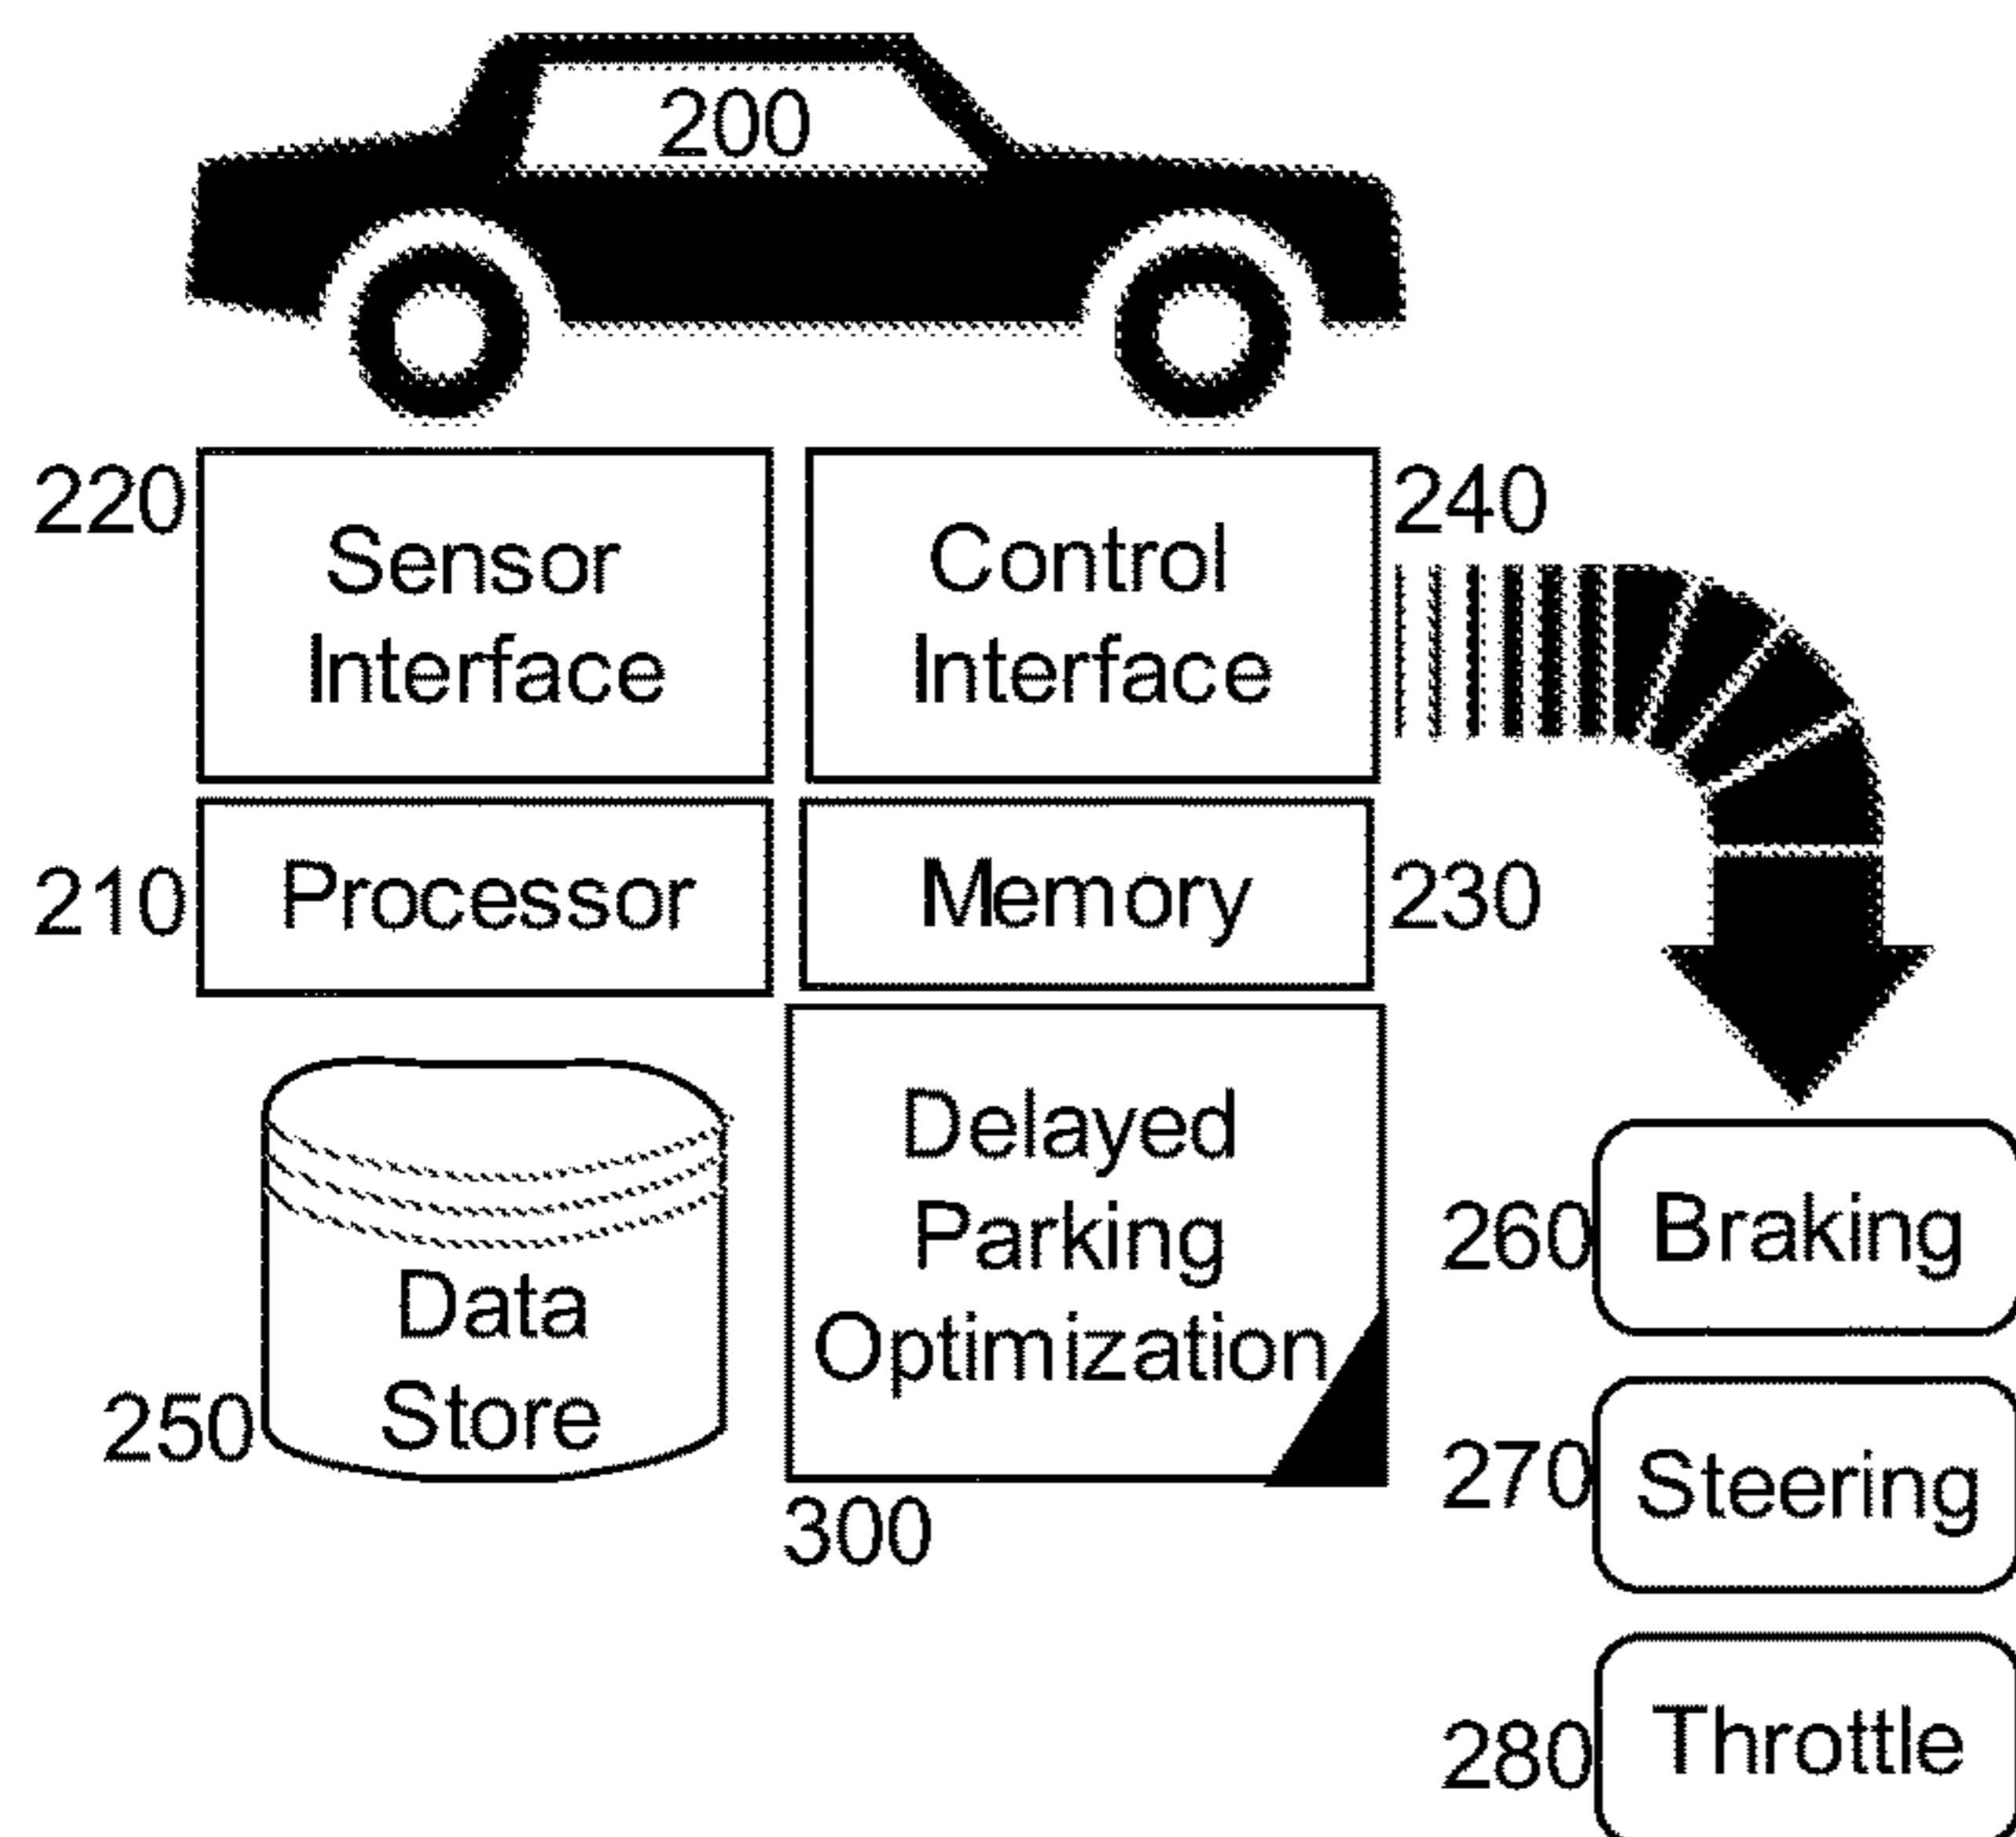 200
220
Sensor
Interface
Control
Interface
240
210
Processor
Memory
230
Delayed
Parking
Optimization
Data
Store
250
300
260
Braking
270
Steering
280
Throttle